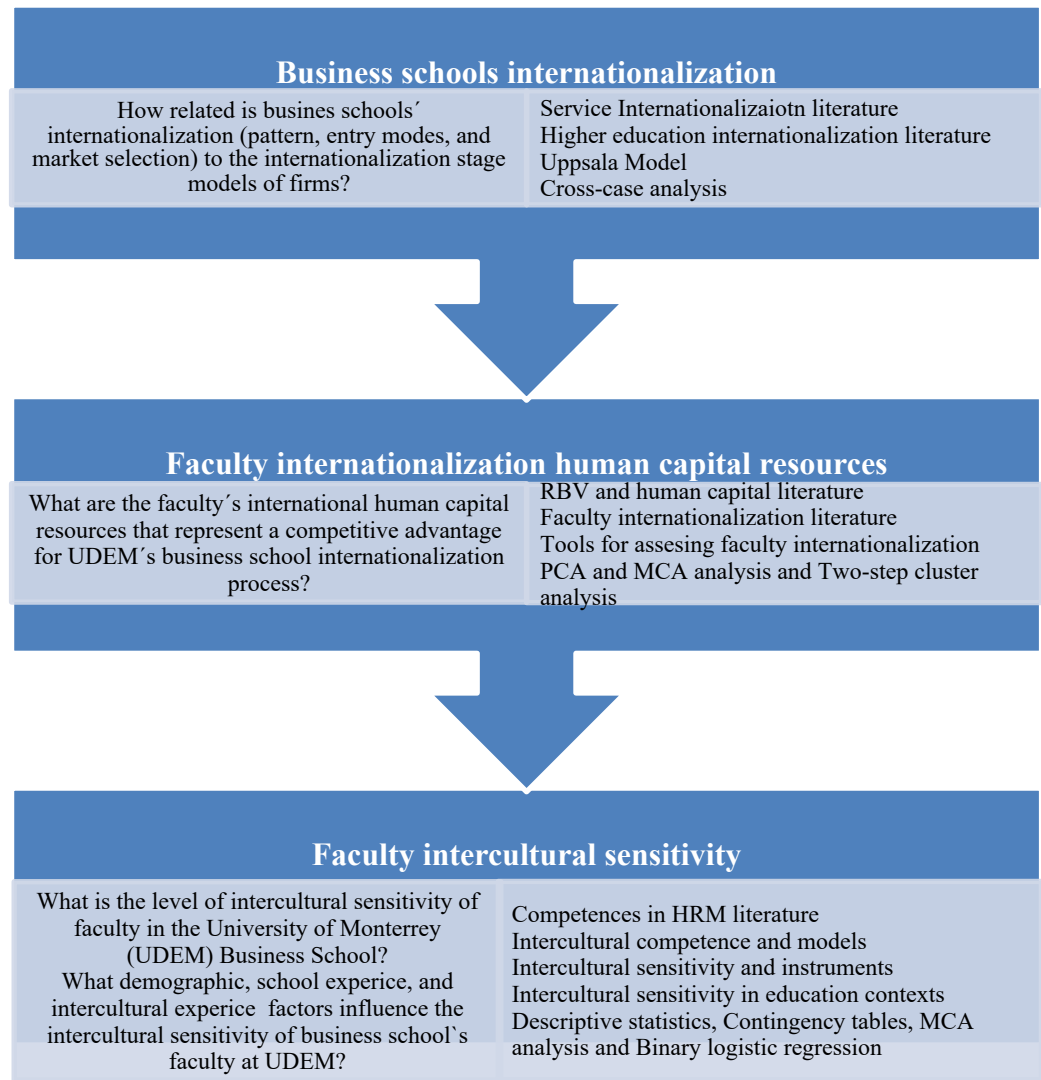 Business schools internationalization
How related is busines schools´
internationalization (pattern, entry modes, and
market selection) to the internationalization stage
models of firms?
Service Internationalizaiotn literature
Higher education internationalization literature
Uppsala Model
Cross-case analysis
Faculty internationalization human capital resources
What are the faculty´s international human capital
resources that represent a competitive advantage
for UDEM´s business school internationalization
process?
RBV and human capital literature
Faculty internationalization literature
Tools for assesing faculty internationalization
PCA and MCA analysis and Two-step cluster
analysis
Faculty intercultural sensitivity
What is the level of intercultural sensitivity of
faculty in the University of Monterrey
(UDEM) Business School?
What demographic, school experice, and
intercultural experice factors influence the
intercultural sensitivity of business school`s
faculty at UDEM?
Competences in HRM literature
Intercultural competence and models
Intercultural sensitivity and instruments
Intercultural sensitivity in education contexts
Descriptive statistics, Contingency tables, MCA
analysis and Binary logistic regression